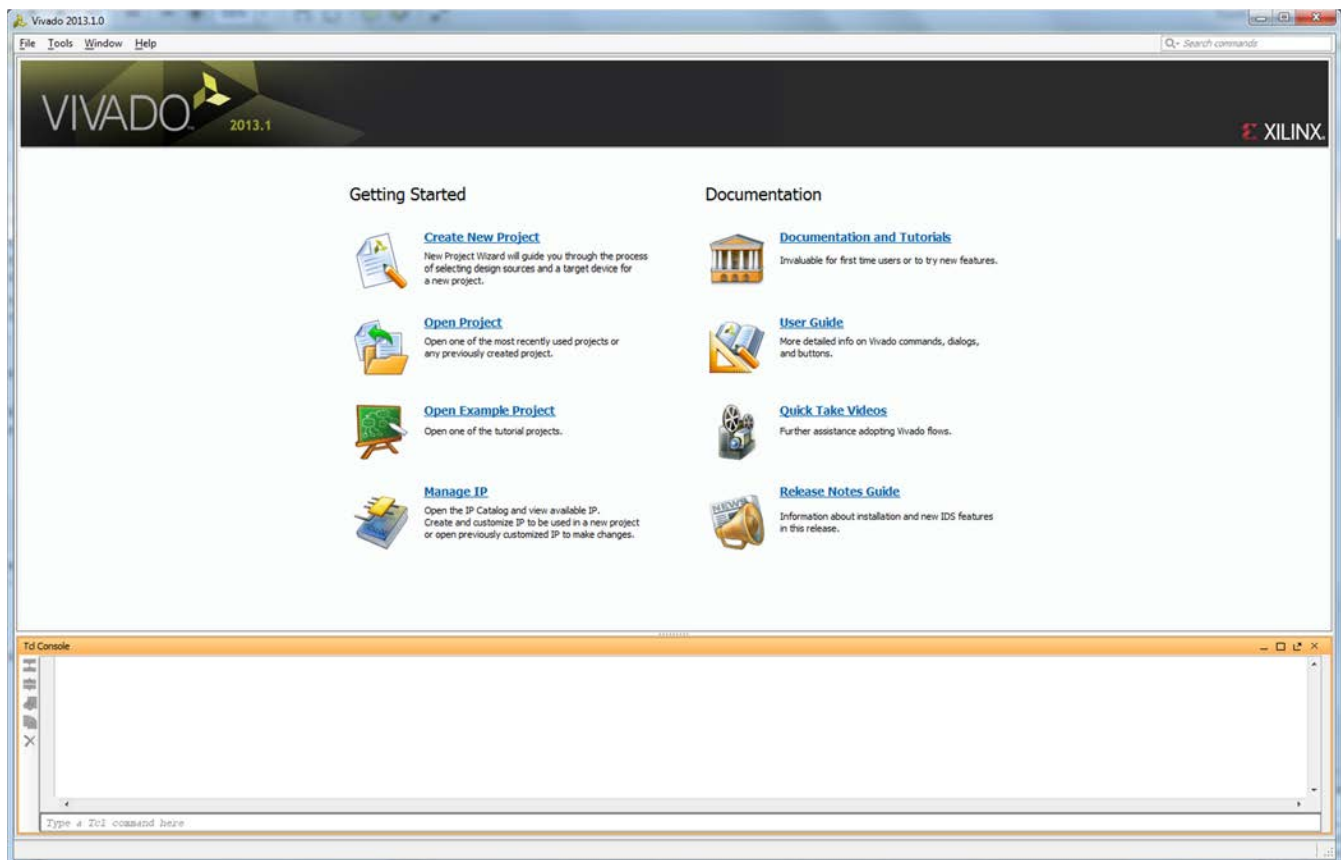 Vivado 2013.1.0
File Tools Window Help
Search commands
VIVADO
2013.1
XILINX
Getting Started
Create New Project
New Project Wizard will guide you through the process
of selecting design sources and a target device for
a new project.
Open Project
Open one of the most recently used projects or
any previously created project.
Open Example Project
Open one of the tutorial projects.
Manage IP
Open the IP Catalog and view available IP.
Create and customize IP to be used in a new project
or open previously customized IP to make changes.
Documentation
Documentation and Tutorials
Invaluable for first time users or to try new features.
User Guide
More detailed info on Vivado commands, dialogs,
and buttons.
Quick Take Videos
Further assistance adopting Vivado flows.
NEWS
Release Notes Guide
Information about installation and new IDS features
in this release.
Tcl Console
Type a Tcl command here